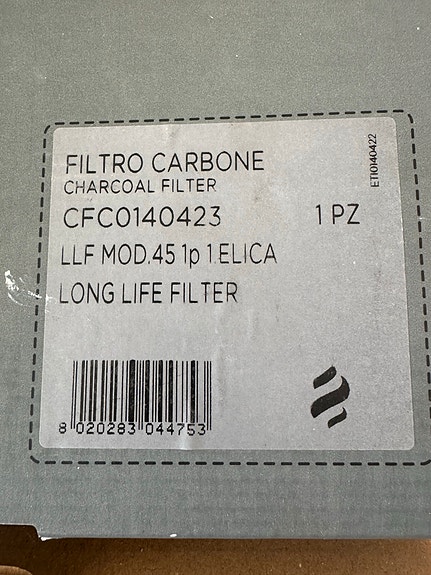 FILTRO CARBONE
CHARCOAL FILTER
CFC0140423 1 PZ
LLF MOD.45 1p 1.ELICA
LONG LIFE FILTER
8 020283 044753
ETI0140422